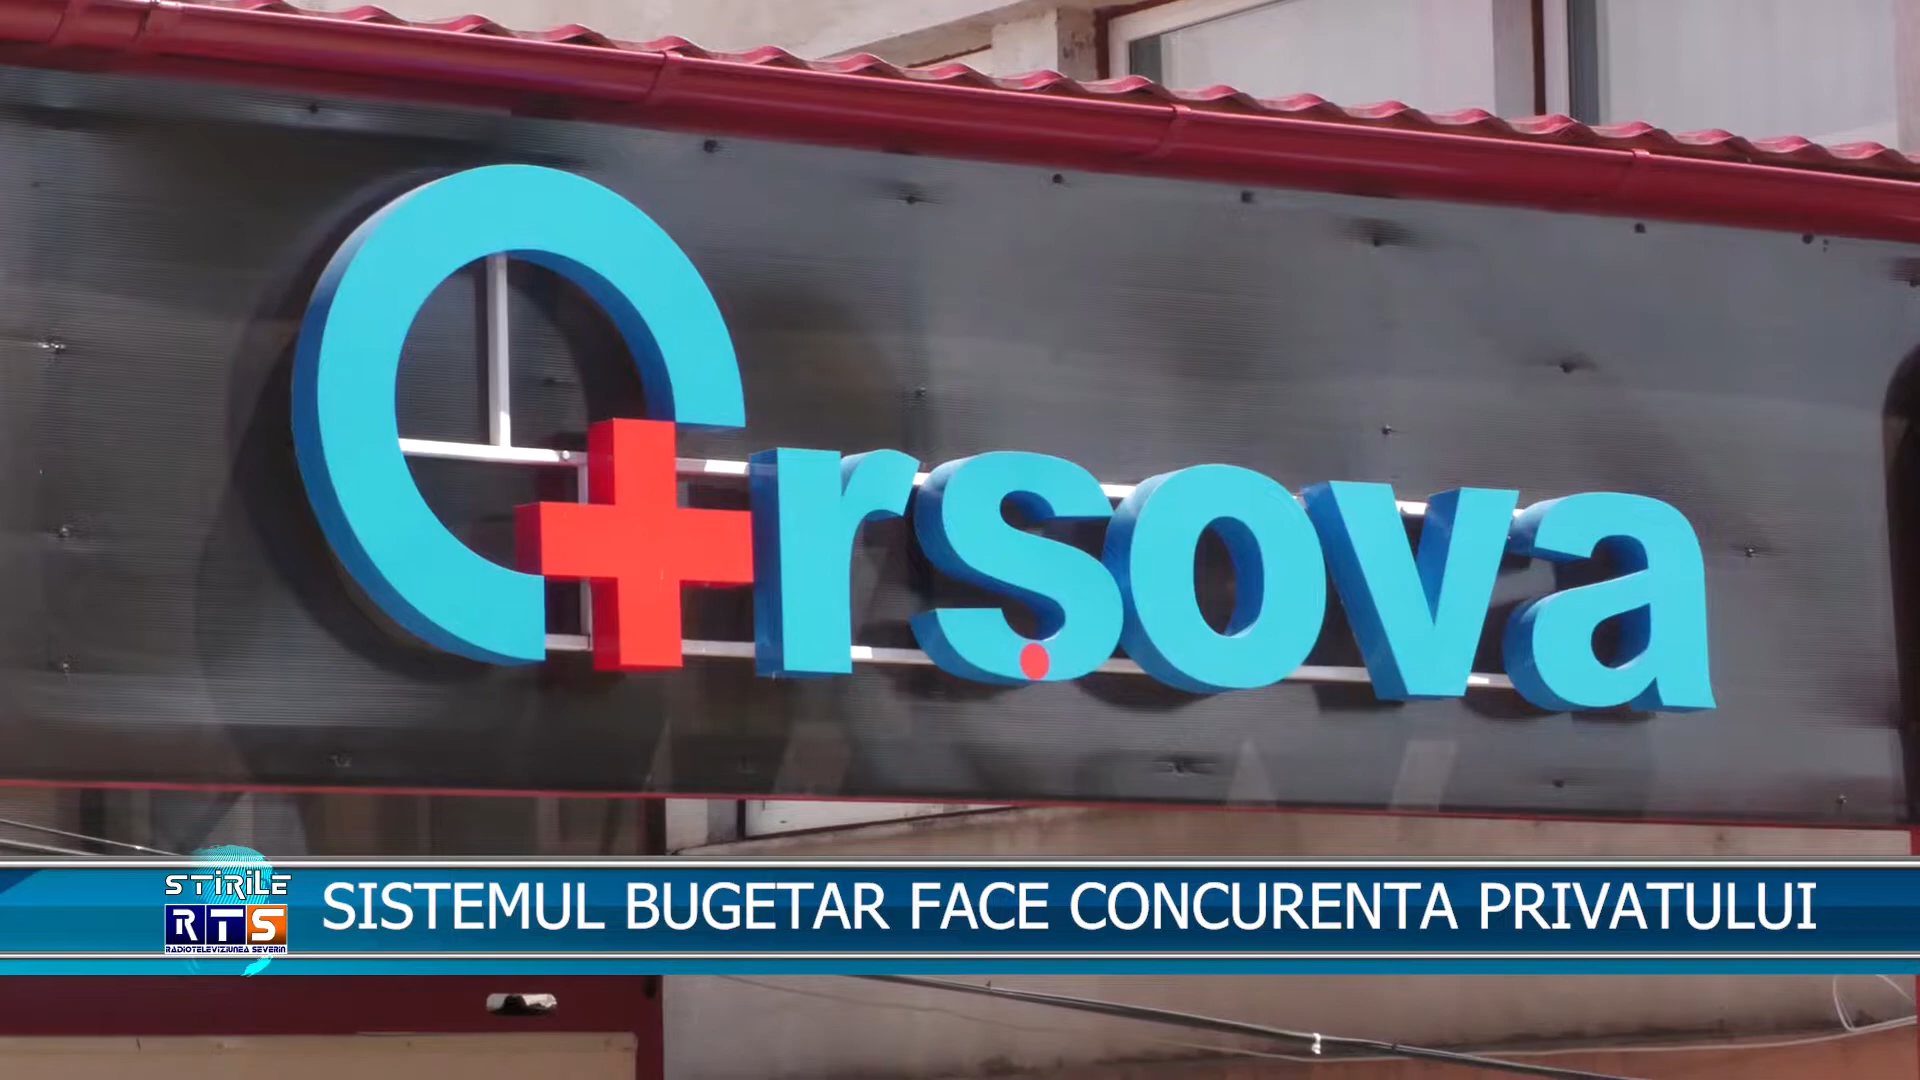 Orșova
STIRILE
RTS
RADIOTELEVIZIUNEA SEVERIN
SISTEMUL BUGETAR FACE CONCURENTA PRIVATULUI